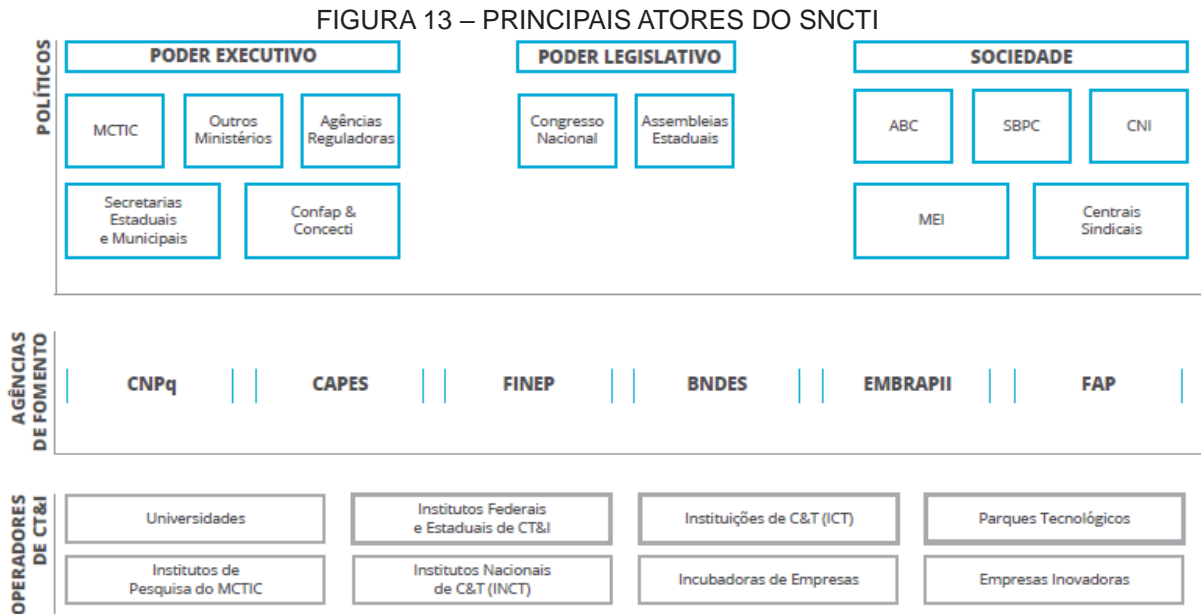 FIGURA 13 – PRINCIPAIS ATORES DO SNCTI
POLÍTICOS
PODER EXECUTIVO
MCTIC
Outros
Ministérios
Agências
Reguladoras
Secretarias
Estaduais
e Municipais
Confap &
Concecti
PODER LEGISLATIVO
Congresso
Nacional
Assembleias
Estaduais
SOCIEDADE
ABC
SBPC
CNI
MEI
Centrais
Sindicais
AGÊNCIAS
DE FOMENTO
CNPq
CAPES
FINEP
BNDES
EMBRAPII
FAP
OPERADORES
DE CT&I
Universidades
Institutos Federais
e Estaduais de CT&I
Instituições de C&T (ICT)
Parques Tecnológicos
Institutos de
Pesquisa do MCTIC
Institutos Nacionais
de C&T (INCT)
Incubadoras de Empresas
Empresas Inovadoras